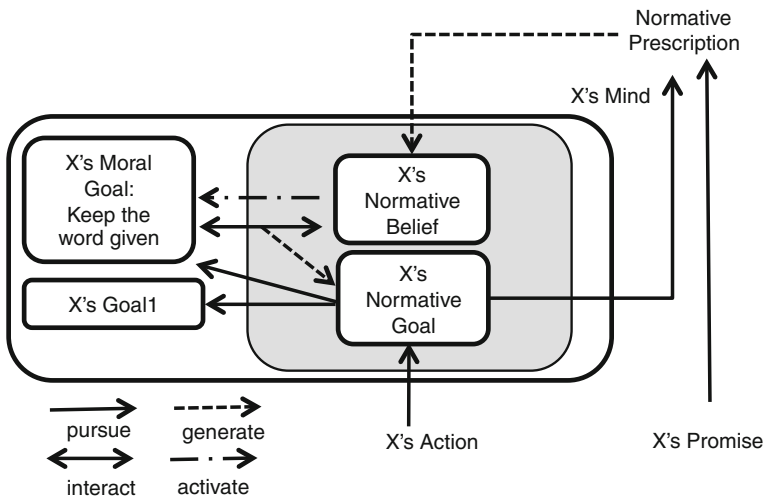 Normative
Prescription
X's Mind
X's Moral
Goal:
Keep the
word given
X's
Normative
Belief
X's Goal1
X's
Normative
Goal
pursue
generate
X's Action
X's Promise
interact
activate